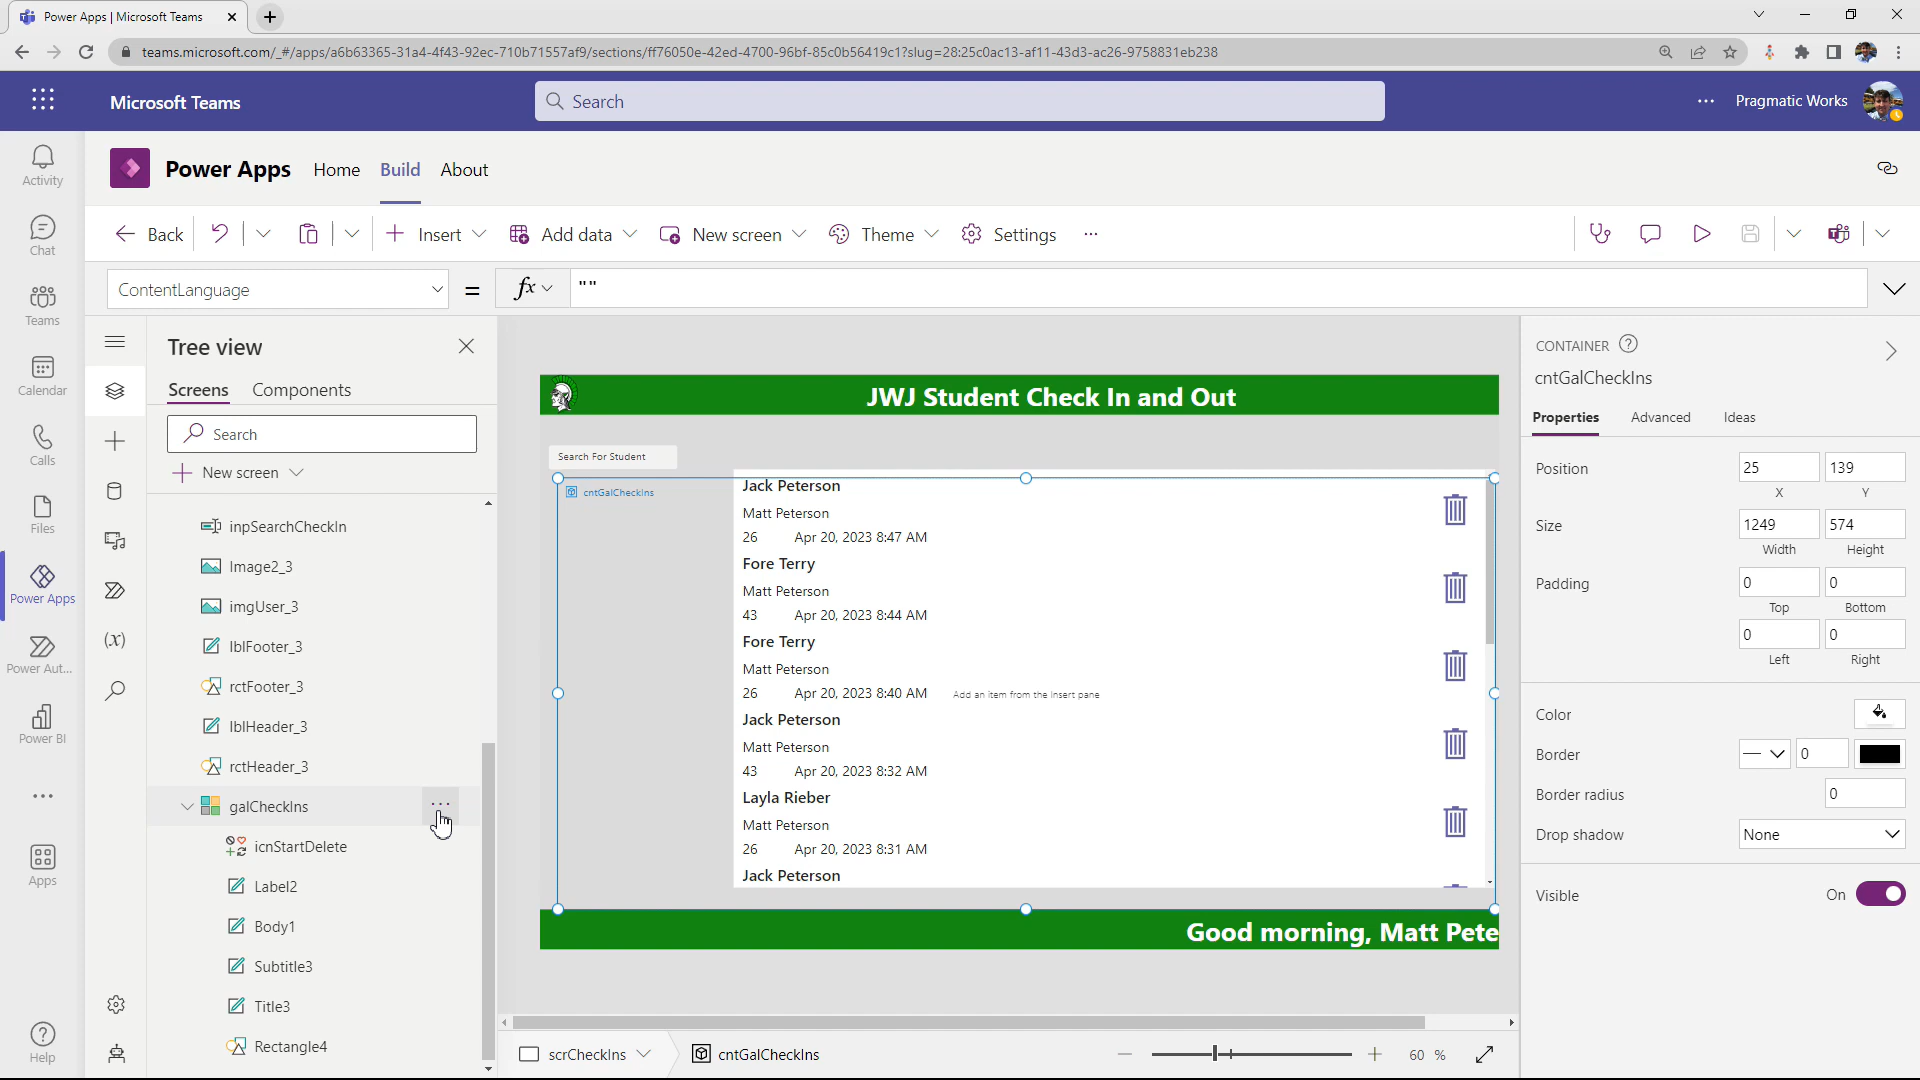 Power Apps | Microsoft Teams
teams.microsoft.com/_#/apps/a6b63365-31a4-4f43-92ec-710b71557af9/sections/ff76050e-42ed-4700-96bf-85c0b56419c1?slug=28:25c0ac13-af11-43d3-ac26-9758831eb238
Microsoft Teams
Search
Pragmatic Works
Power Apps
Home
Build
About
Back
Insert
Add data
New screen
Theme
Settings
ContentLanguage
=
fx
""
Activity
Chat
Teams
Calendar
Calls
Files
Power Apps
Power Aut...
Power BI
Apps
Help
Tree view
Screens
Components
Search
New screen
inpSearchCheckIn
Image2_3
imgUser_3
lblFooter_3
rctFooter_3
lblHeader_3
rctHeader_3
galCheckIns
icnStartDelete
Label2
Body1
Subtitle3
Title3
Rectangle4
JWJ Student Check In and Out
Search For Student
cntGalCheckIns
Jack Peterson
Matt Peterson
26 Apr 20, 2023 8:47 AM
Fore Terry
Matt Peterson
43 Apr 20, 2023 8:44 AM
Fore Terry
Matt Peterson
26 Apr 20, 2023 8:40 AM
Add an item from the insert pane
Jack Peterson
Matt Peterson
43 Apr 20, 2023 8:32 AM
Layla Rieber
Matt Peterson
26 Apr 20, 2023 8:31 AM
Jack Peterson
Good morning, Matt Pete
scrCheckIns
cntGalCheckIns
60 %
CONTAINER
cntGalCheckIns
Properties
Advanced
Ideas
Position
25
139
X
Y
Size
1249
574
Width
Height
Padding
0
0
Top
Bottom
0
0
Left
Right
Color
Border
0
Border radius
0
Drop shadow
None
Visible
On